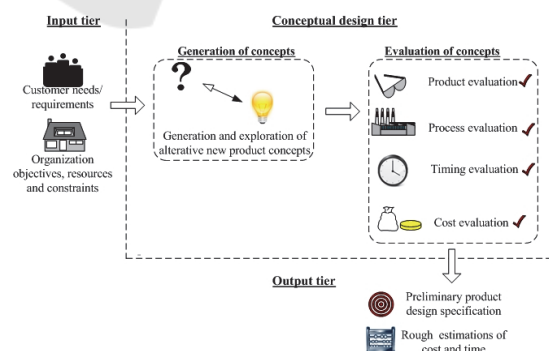 Input tier
Conceptual design tier
Customer needs/
requirements
Organization
objectives, resources
and constraints
Generation of concepts
?
Generation and exploration of
alterative new product concepts
Evaluation of concepts
Product evaluation
Process evaluation
Timing evaluation
Cost evaluation
Output tier
Preliminary product
design specification
Rough estimations of
cost and time